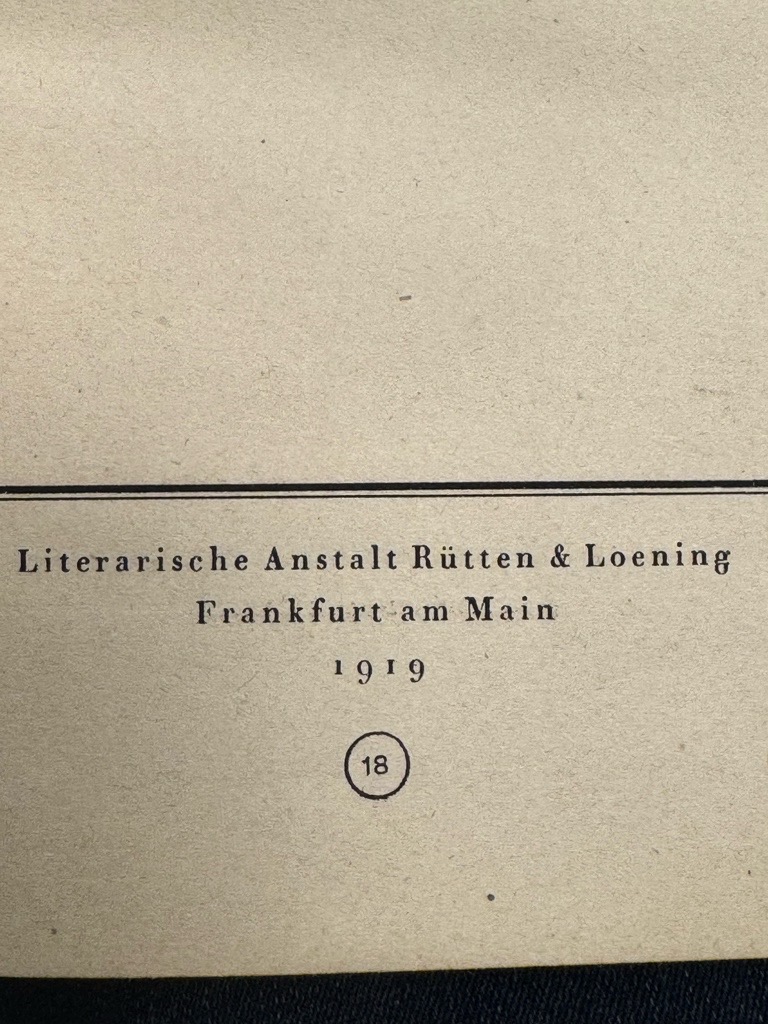 Literarische Anstalt Rütten & Loening
Frankfurt am Main
1919
18